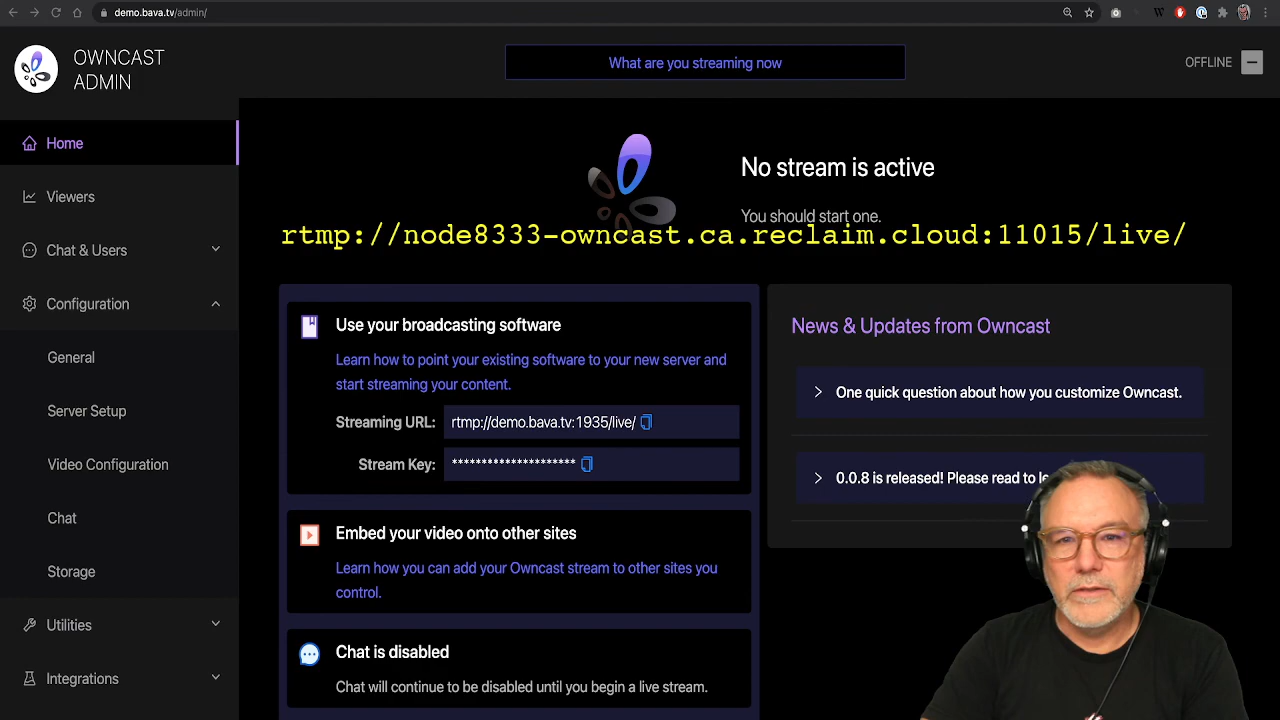 demo.bava.tv/admin/
OWNCAST
ADMIN
What are you streaming now
OFFLINE
Home
Viewers
Chat & Users
Configuration
General
Server Setup
Video Configuration
Chat
Storage
Utilities
Integrations
No stream is active
You should start one.
rtmp://node8333-owncast.ca.reclaim.cloud:11015/live/
Use your broadcasting software
Learn how to point your existing software to your new server and
start streaming your content.
Streaming URL: rtmp://demo.bava.tv:1935/live/
Stream Key: *********************
Embed your video onto other sites
Learn how you can add your Owncast stream to other sites you
control.
Chat is disabled
Chat will continue to be disabled until you begin a live stream.
News & Updates from Owncast
One quick question about how you customize Owncast.
0.0.8 is released! Please read to